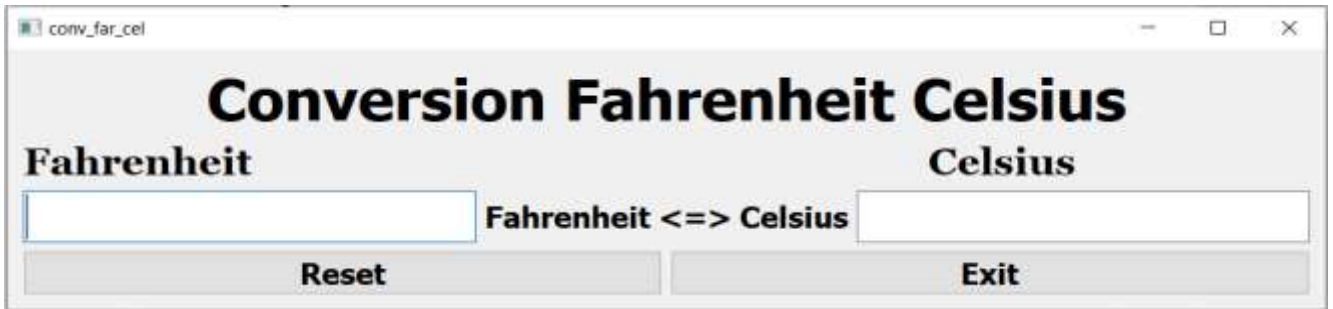 conv_far_cel
Conversion Fahrenheit Celsius
Fahrenheit Celsius
Fahrenheit <=> Celsius
Reset Exit